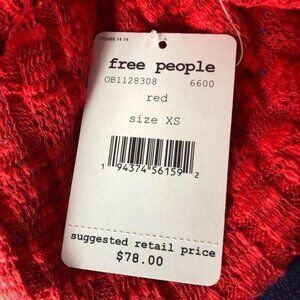 free people
OB1128308 6600
red
size XS
1 94374 56159 2
suggested retail price
$78.00